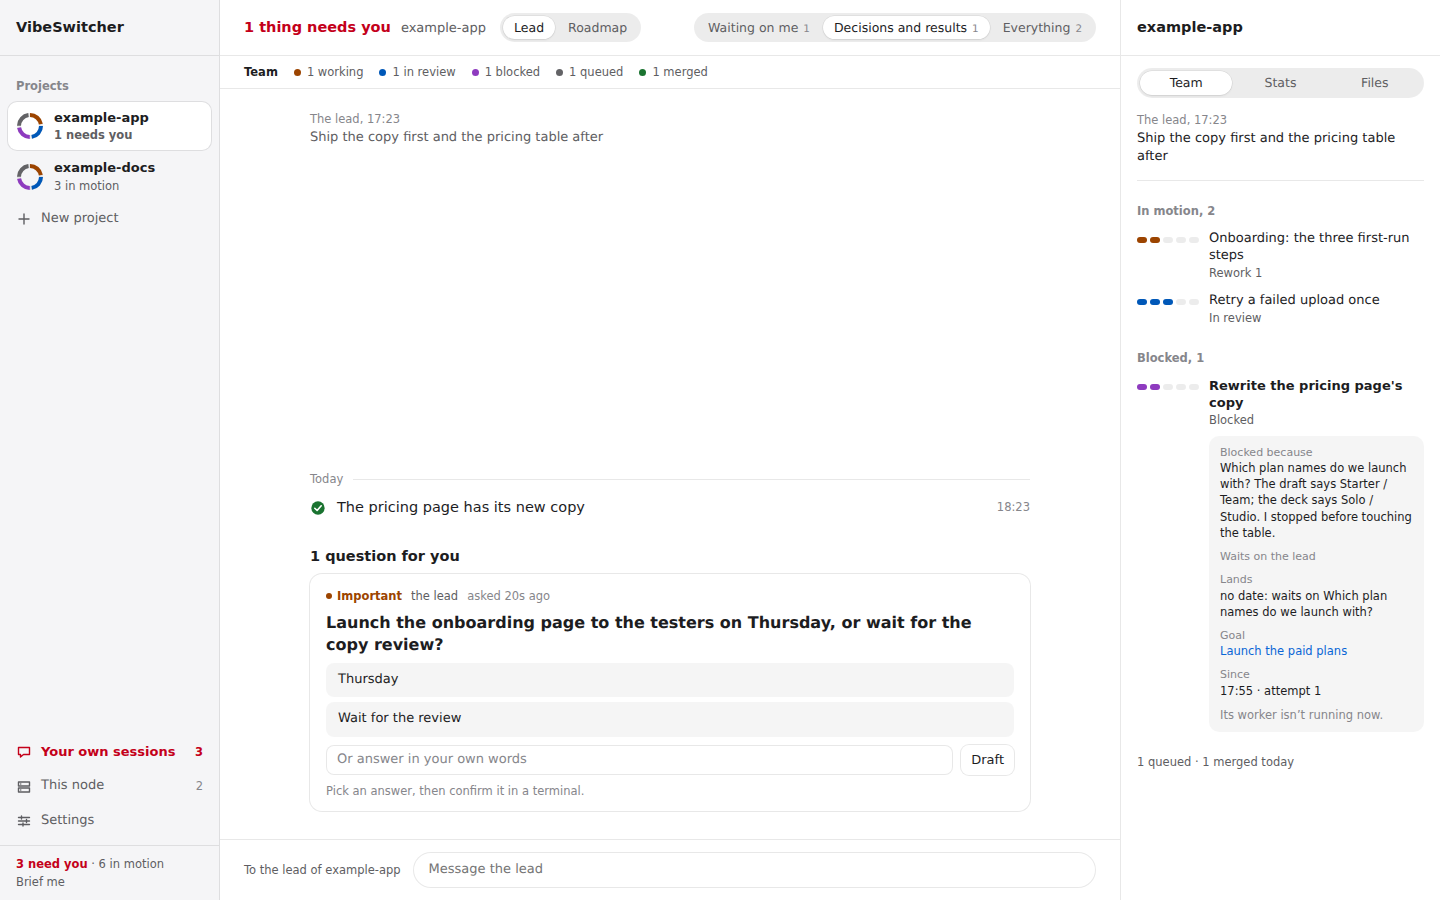 VibeSwitcher
Projects
example-app
1 needs you
example-docs
3 in motion
New project
Your own sessions 3
This node 2
Settings
3 need you · 6 in motion
Brief me
1 thing needs you example-app Lead Roadmap Waiting on me 1 Decisions and results 1 Everything 2
Team 1 working 1 in review 1 blocked 1 queued 1 merged
The lead, 17:23
Ship the copy first and the pricing table after
Today
The pricing page has its new copy 18:23
1 question for you
Important the lead asked 20s ago
Launch the onboarding page to the testers on Thursday, or wait for the
copy review?
Thursday
Wait for the review
Or answer in your own words Draft
Pick an answer, then confirm it in a terminal.
To the lead of example-app Message the lead
example-app
Team Stats Files
The lead, 17:23
Ship the copy first and the pricing table
after
In motion, 2
Onboarding: the three first-run
steps
Rework 1
Retry a failed upload once
In review
Blocked, 1
Rewrite the pricing page's
copy
Blocked
Blocked because
Which plan names do we launch
with? The draft says Starter /
Team; the deck says Solo /
Studio. I stopped before touching
the table.
Waits on the lead
Lands
no date: waits on Which plan
names do we launch with?
Goal
Launch the paid plans
Since
17:55 · attempt 1
Its worker isn’t running now.
1 queued · 1 merged today